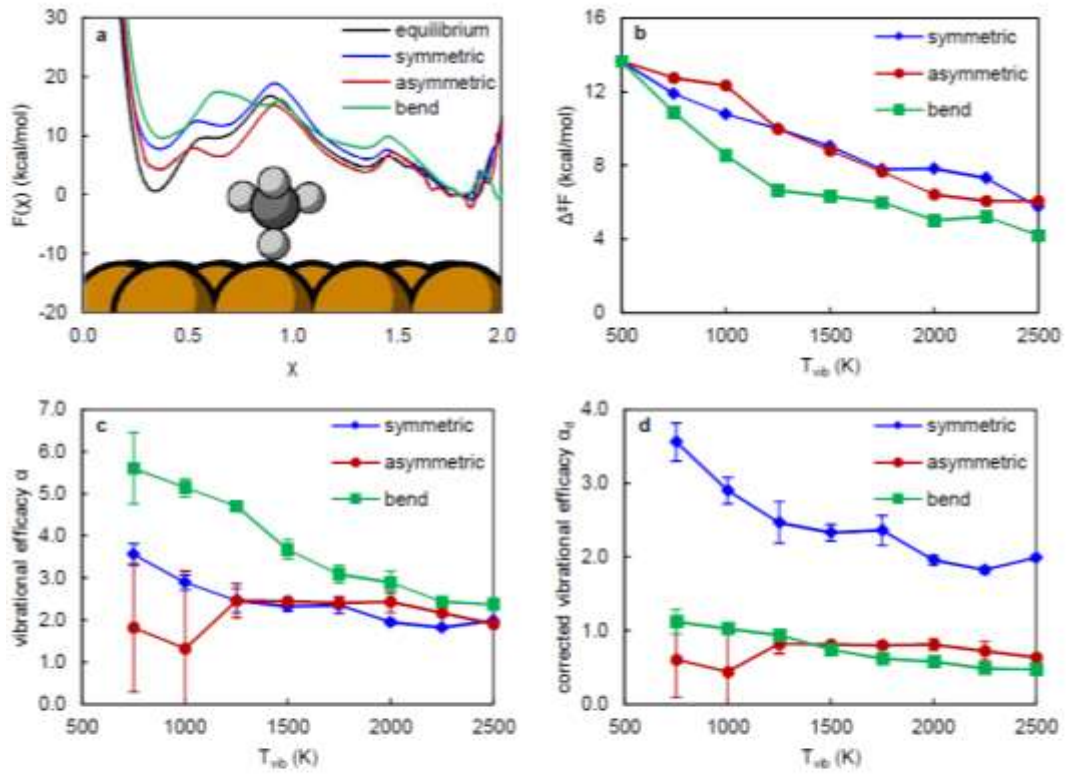 a
equilibrium
symmetric
asymmetric
bend
30
20
10
0
-10
-20
F(χ) (kcal/mol)
0.0 0.5 1.0 1.5 2.0
χ
b
symmetric
asymmetric
bend
16
12
8
4
0
Δ‡F (kcal/mol)
500 1000 1500 2000 2500
Tvib (K)
c
symmetric
asymmetric
bend
7.0
6.0
5.0
4.0
3.0
2.0
1.0
0.0
vibrational efficacy α
500 1000 1500 2000 2500
Tvib (K)
d
symmetric
asymmetric
bend
4.0
3.0
2.0
1.0
0.0
corrected vibrational efficacy αd
500 1000 1500 2000 2500
Tvib (K)